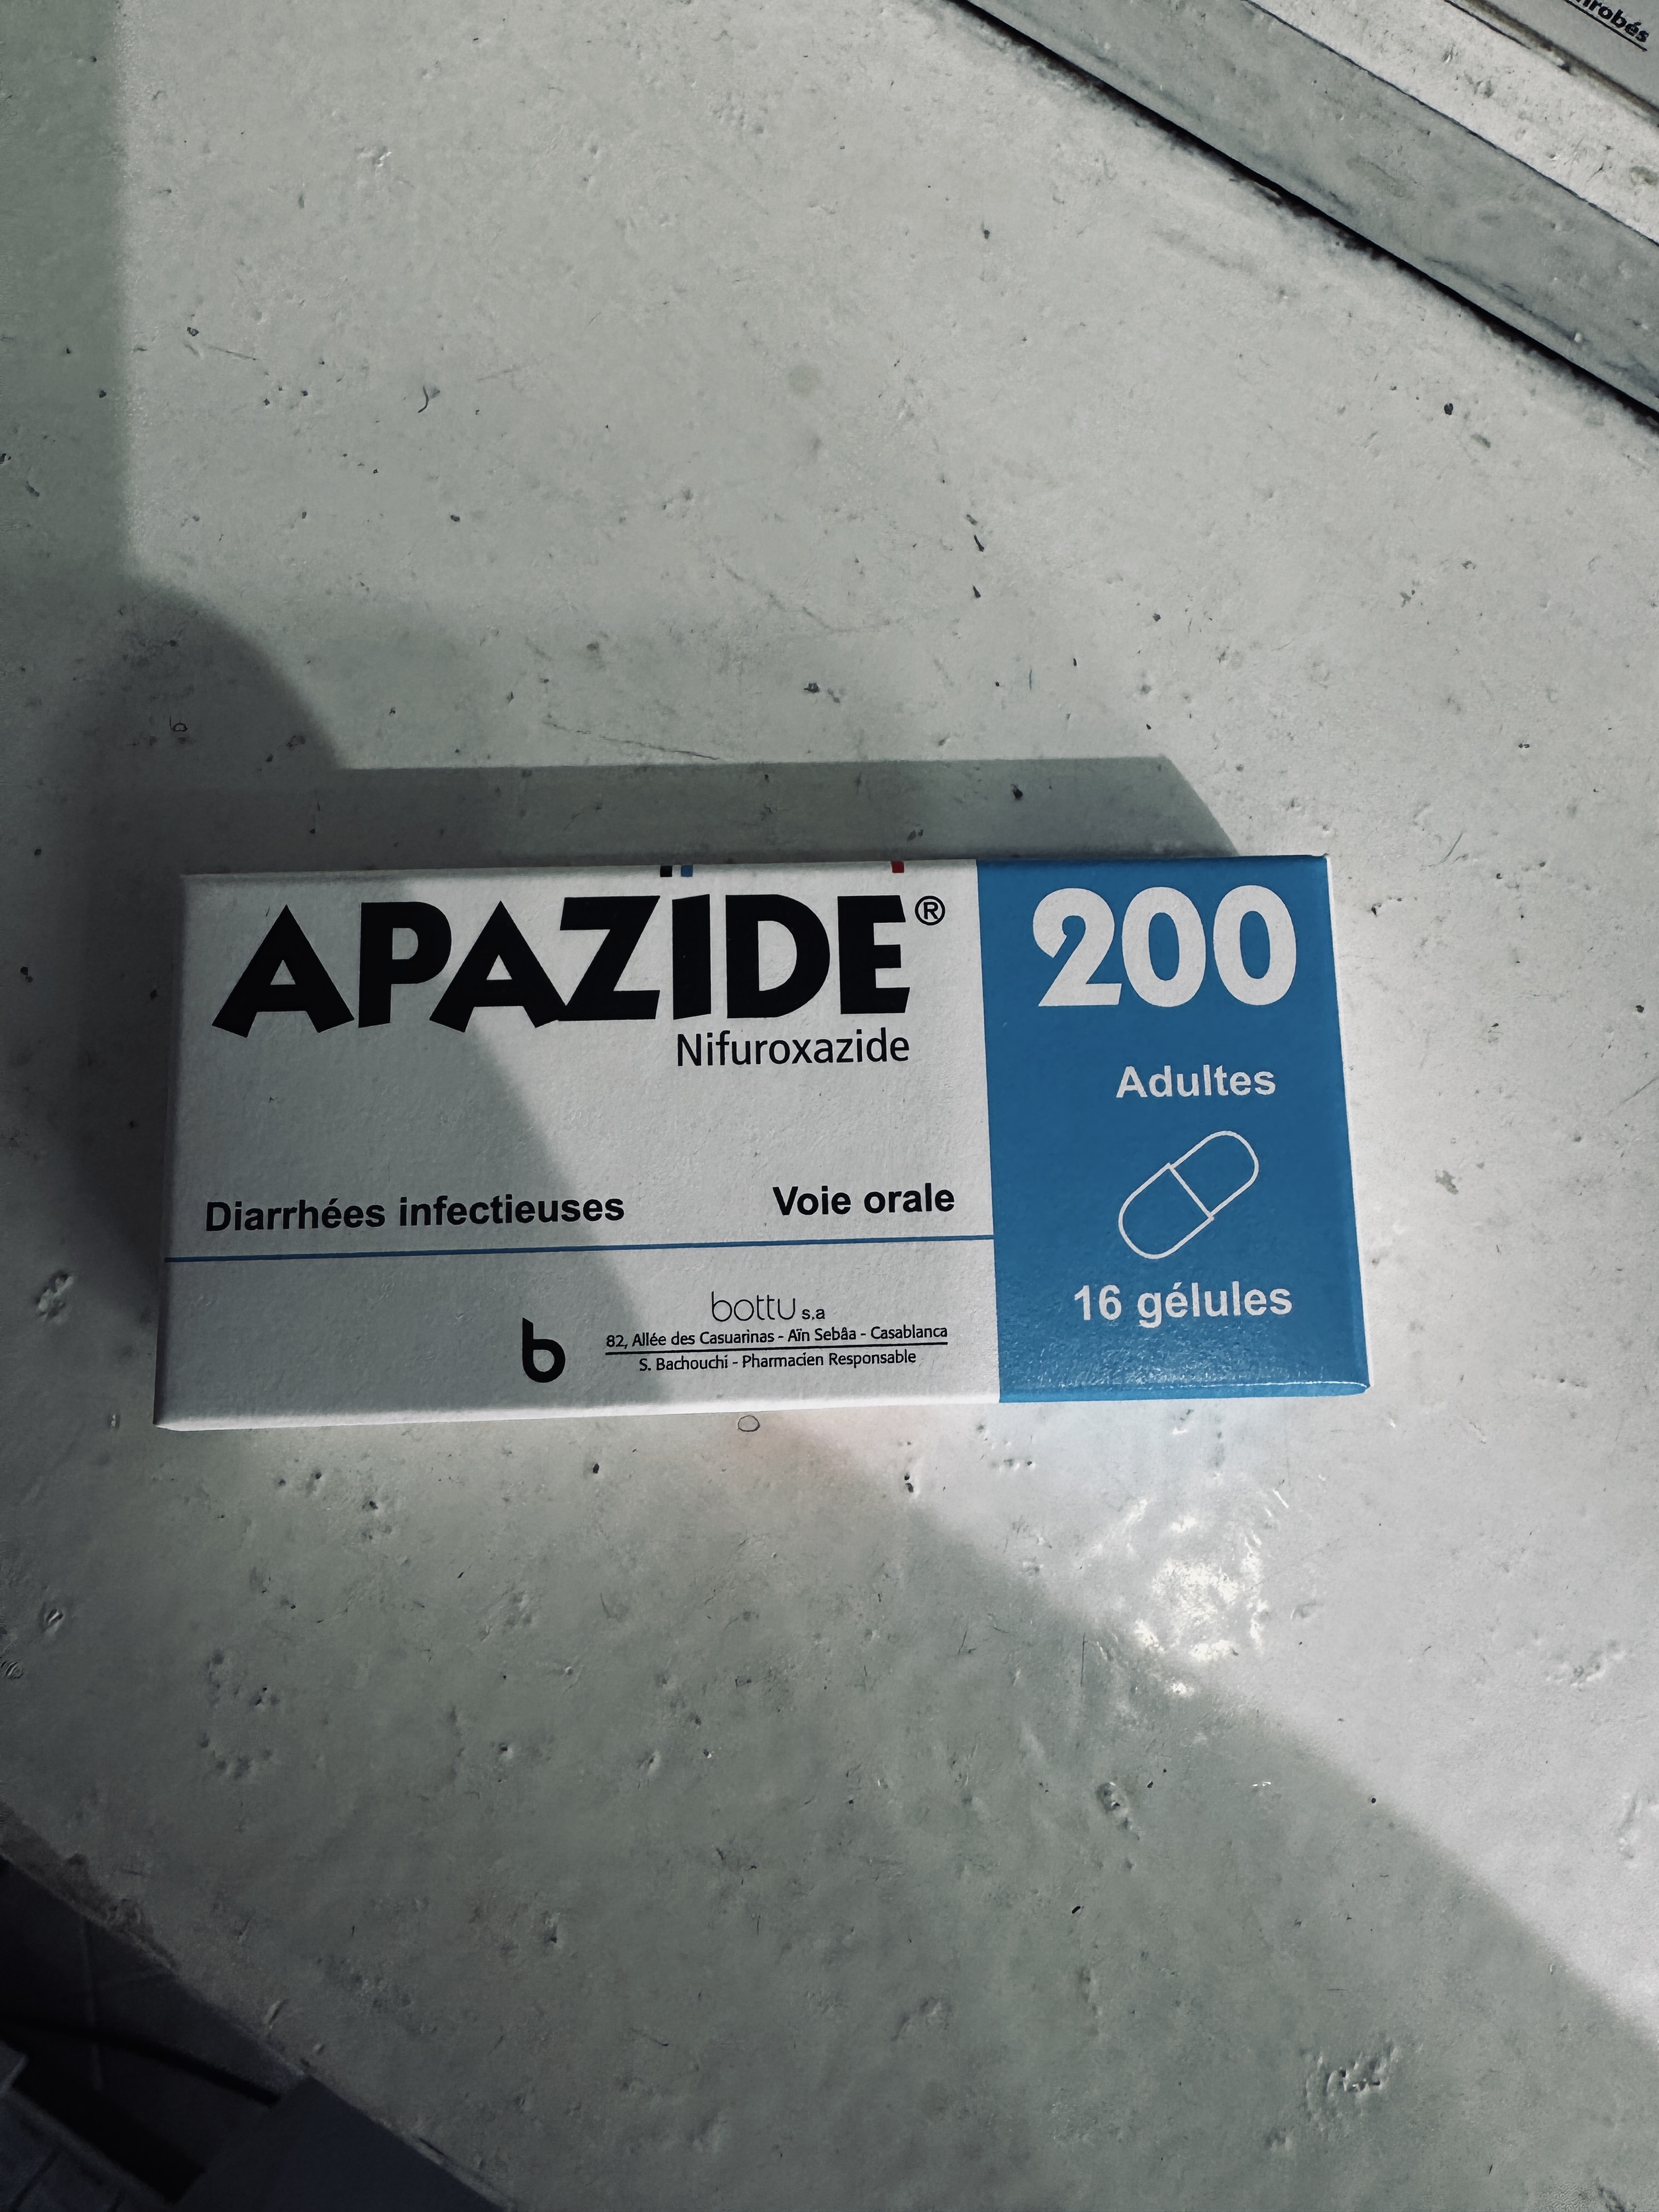 APAZIDE®
Nifuroxazide
Diarrhées infectieuses
Voie orale
b
bottu s.a
82, Allée des Casuarinas - Aïn Sebâa - Casablanca
S. Bachouchi - Pharmacien Responsable
200
Adultes
16 gélules